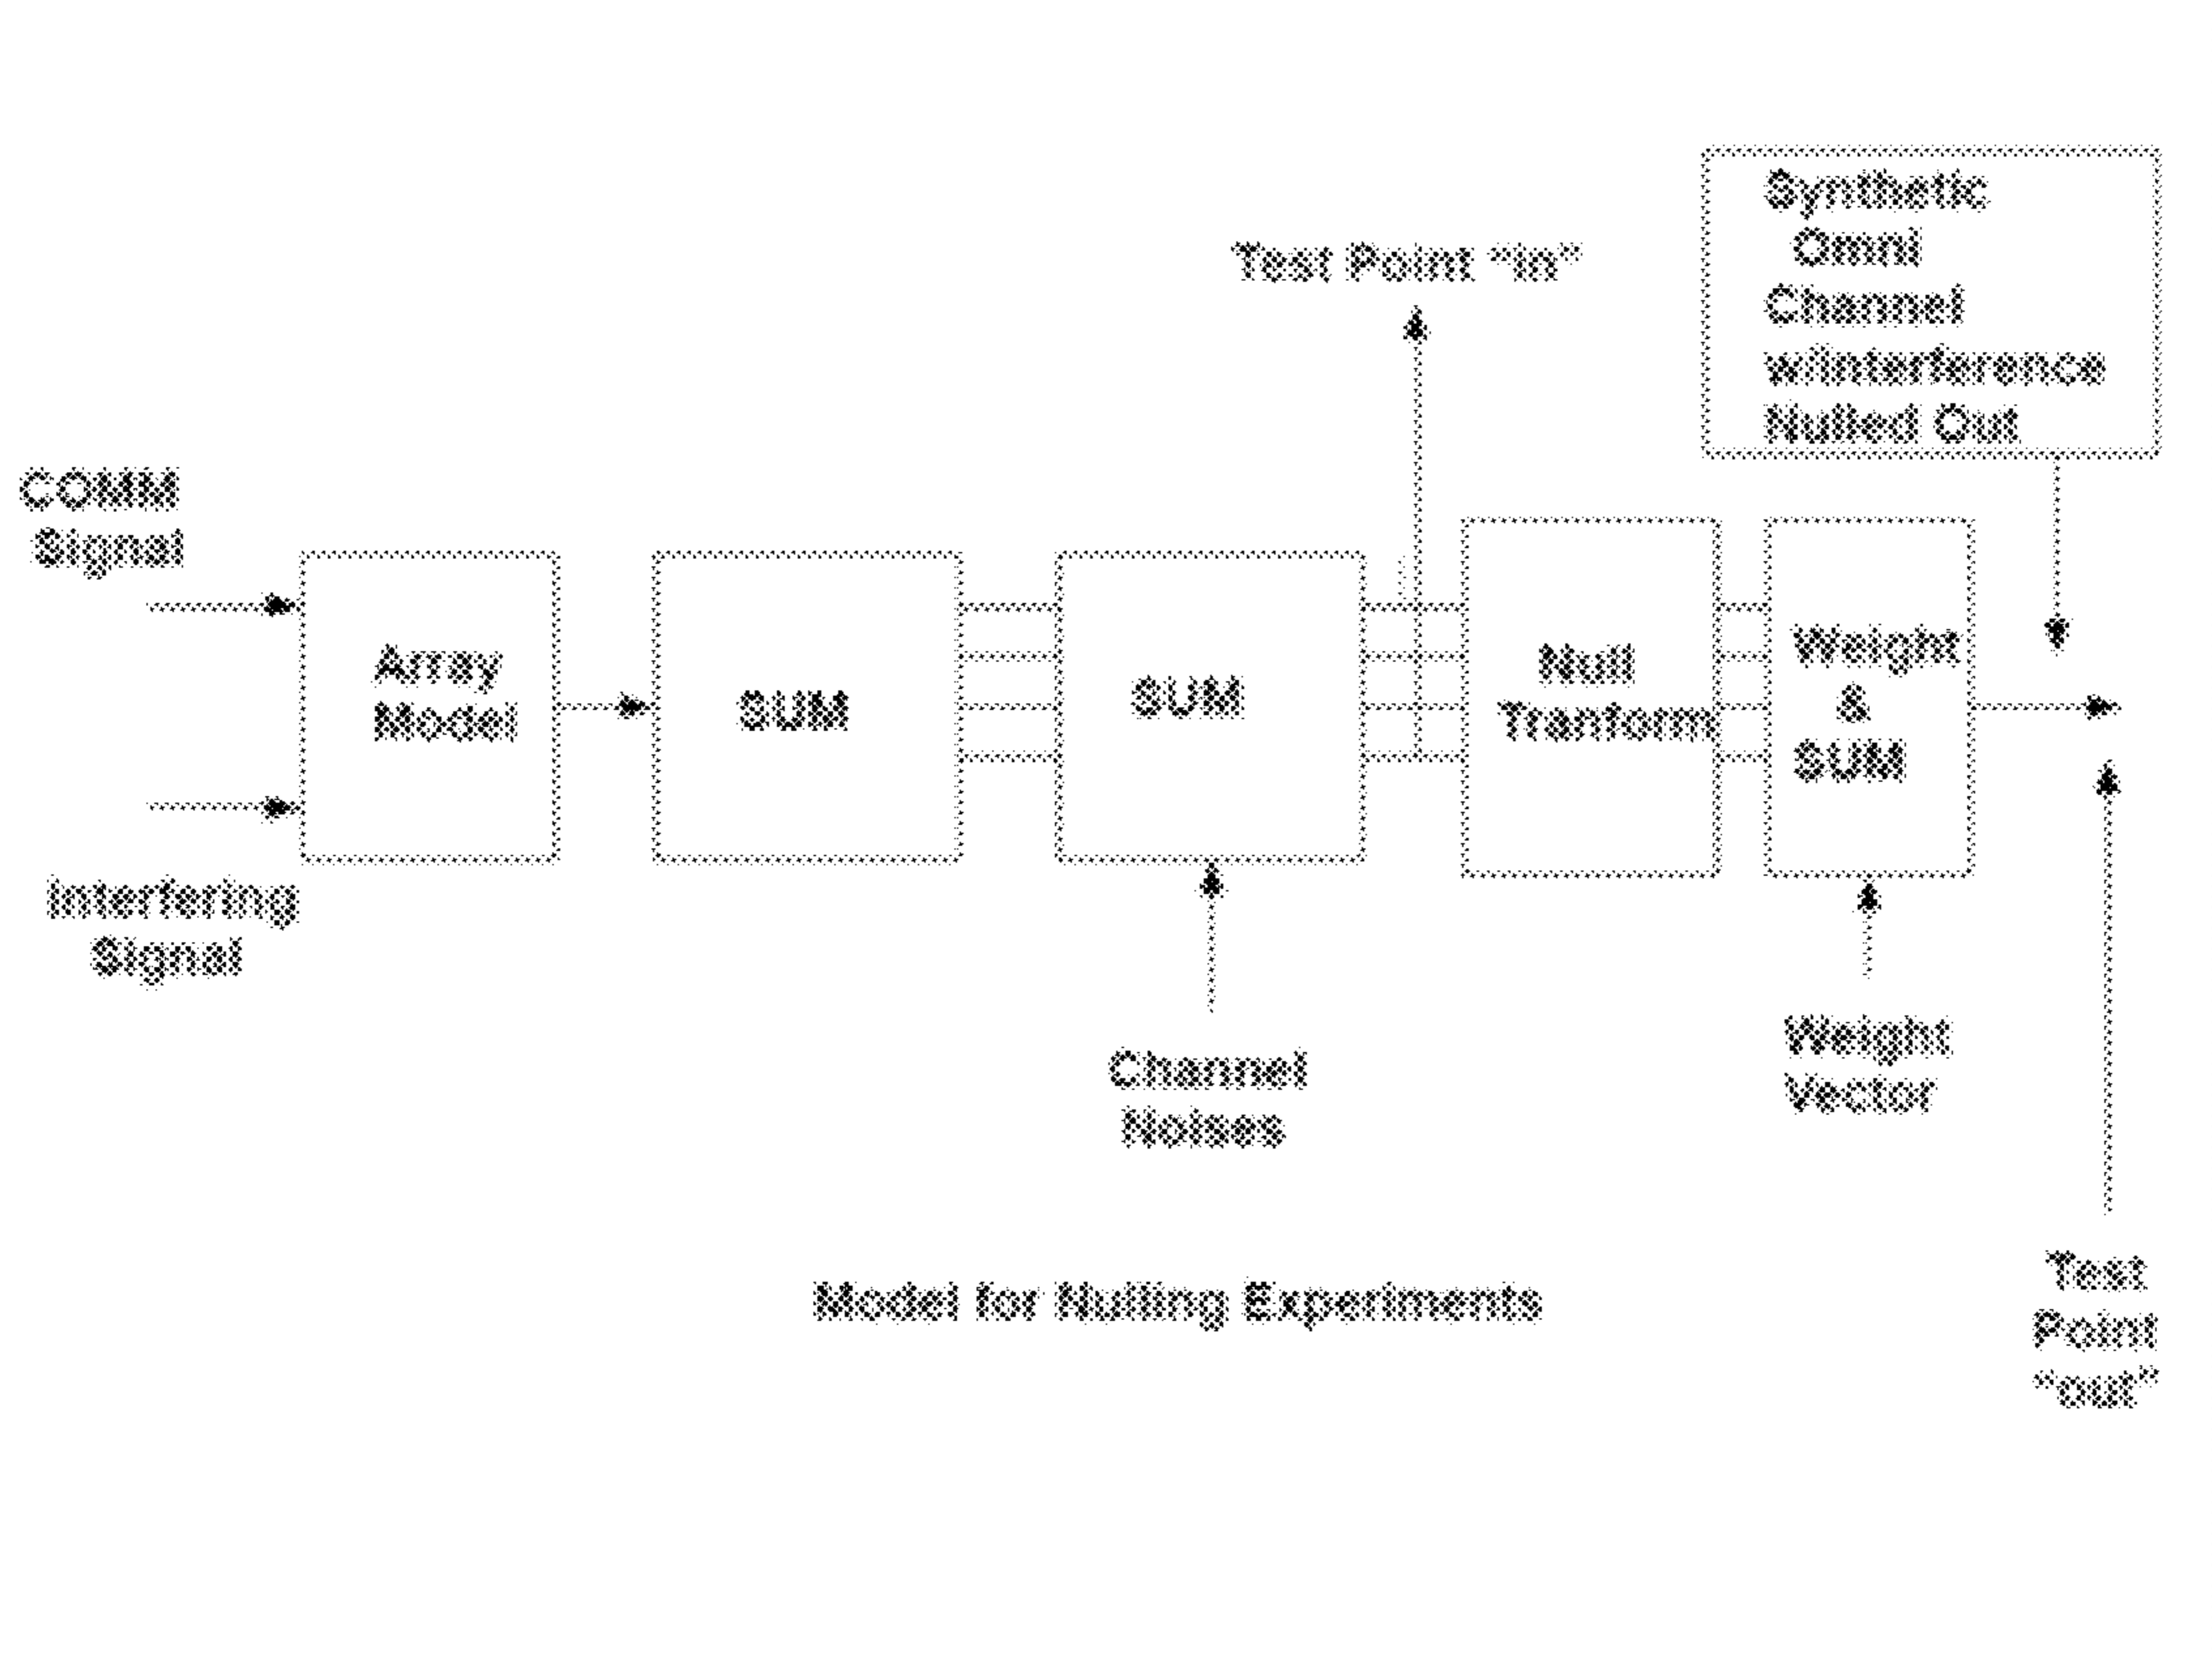 Synthetic
Omni
Channel
w/interference
Nulled Out
Test Point "in"
COMM
Signal
Array
Model
SUM
SUM
Null
Tranform
Weight
&
SUM
Interfering
Signal
Channel
Noises
Weight
Vector
Model for Nulling Experiments
Test
Point
"out"